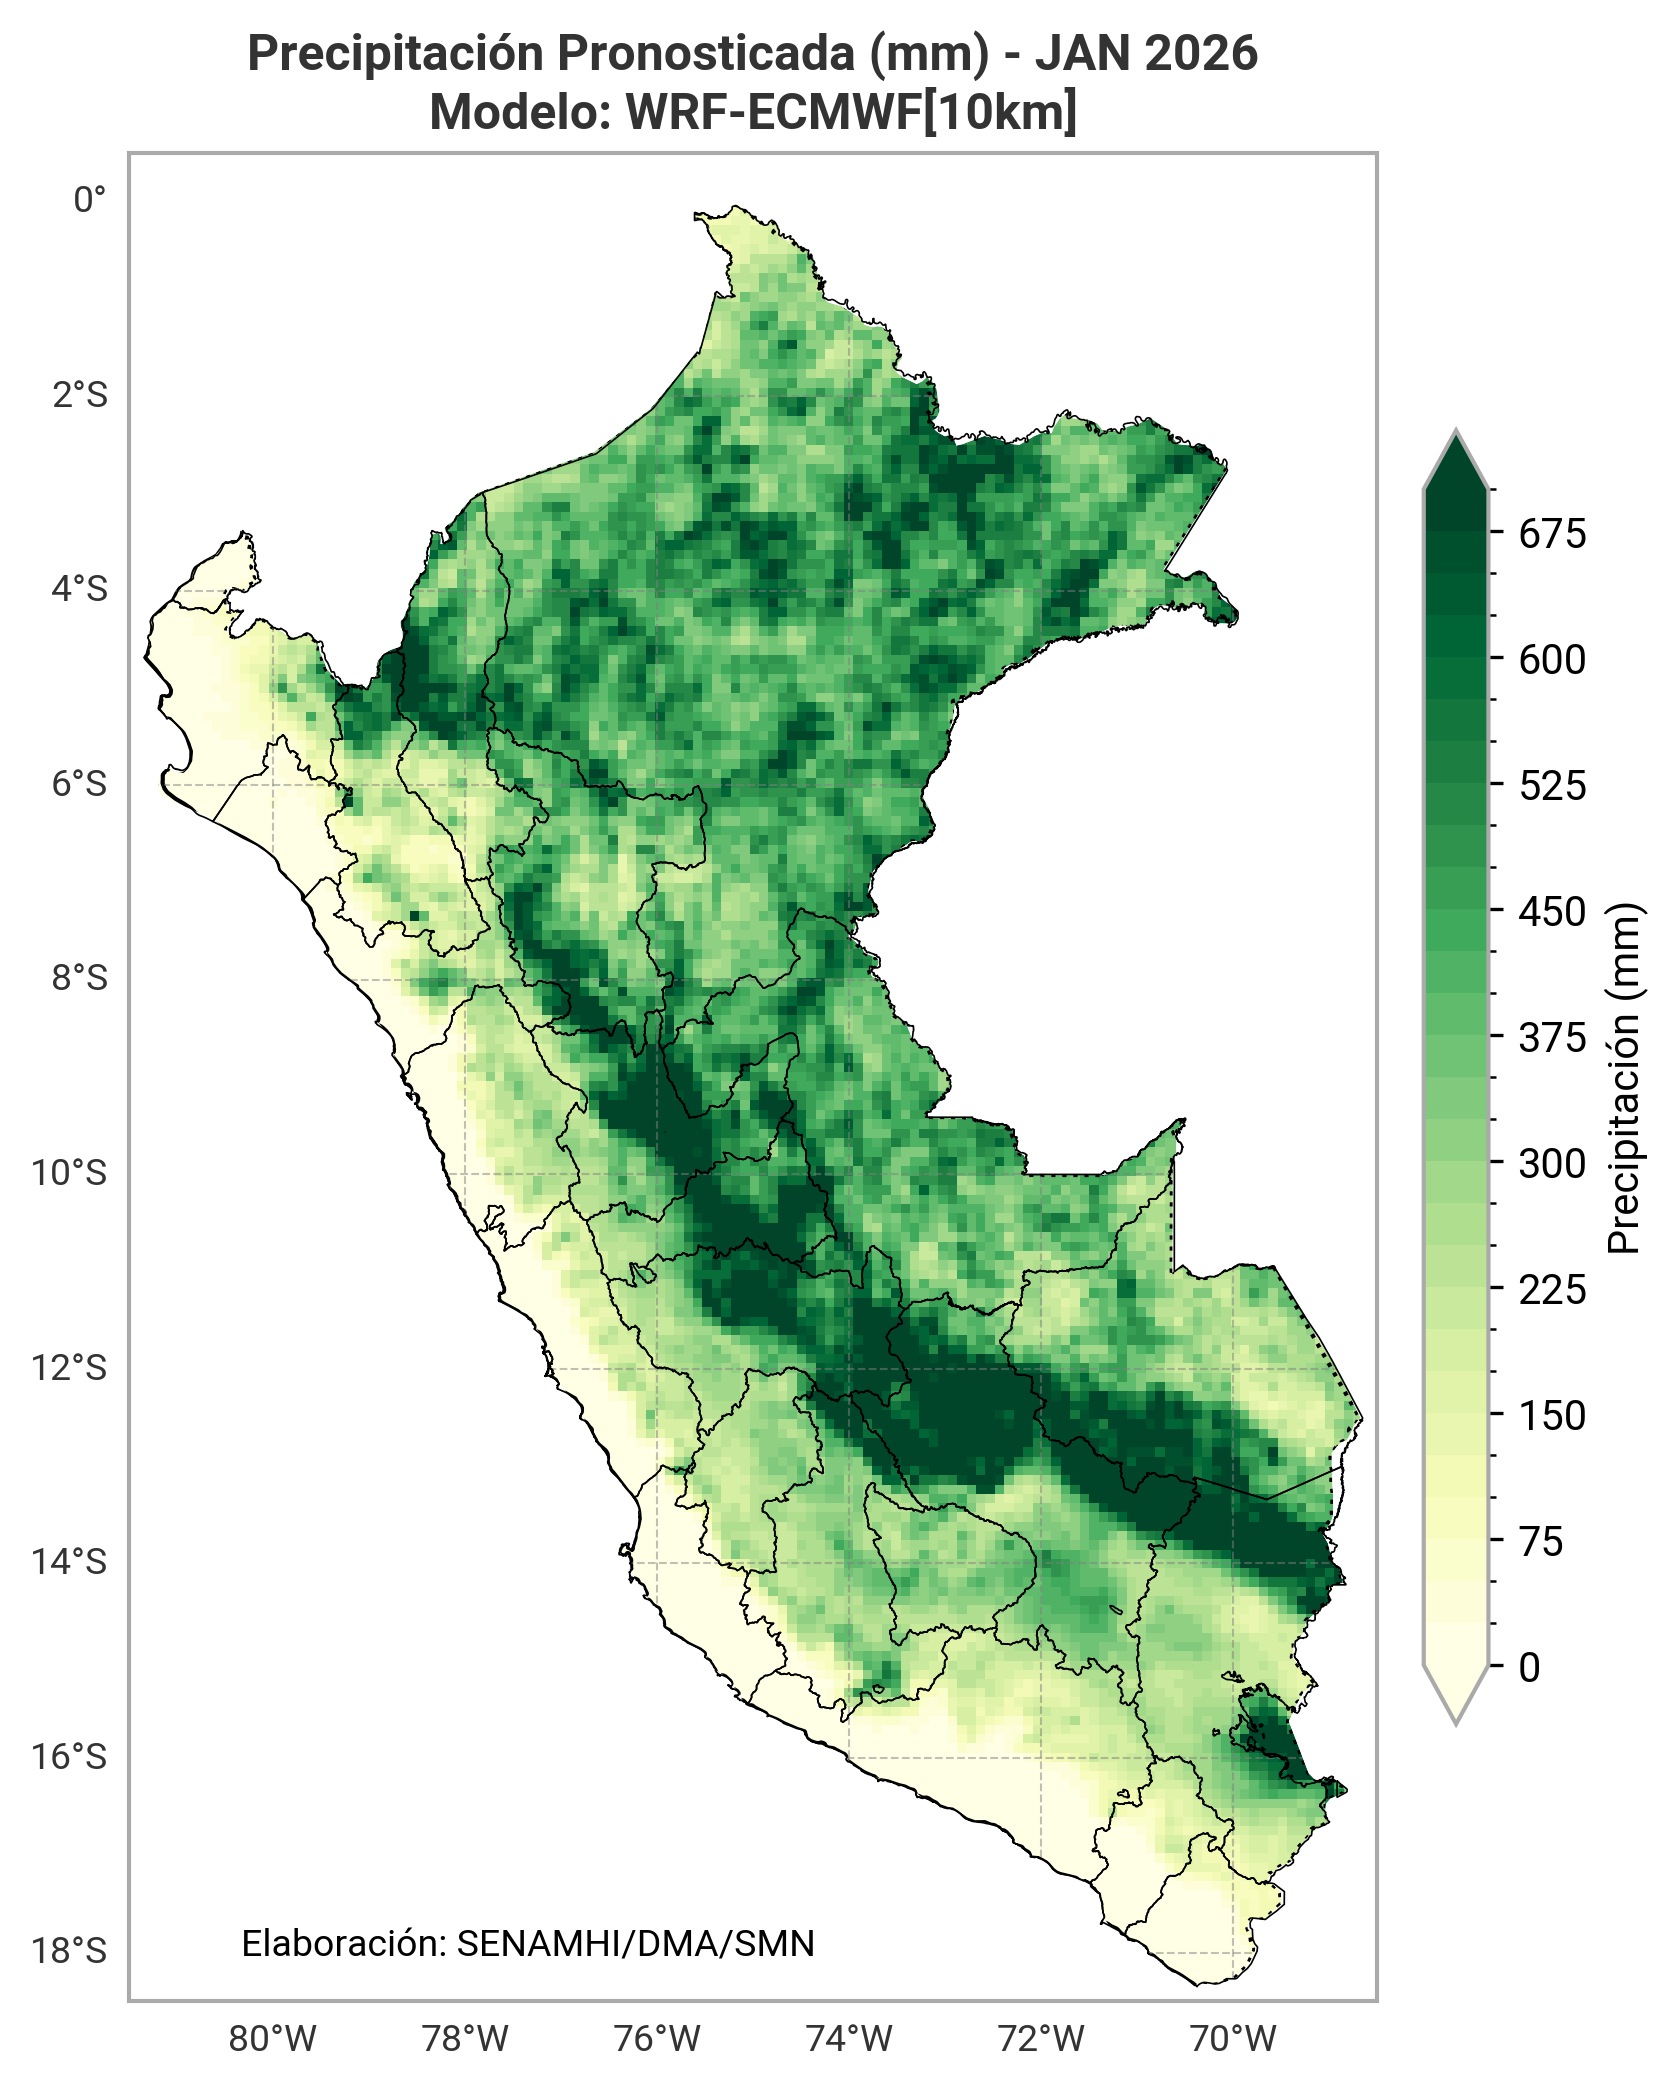 Precipitación Pronosticada (mm) - JAN 2026
Modelo: WRF-ECMWF[10km]
0°
2°S
4°S
6°S
8°S
10°S
12°S
14°S
16°S
18°S
80°W
78°W
76°W
74°W
72°W
70°W
675
600
525
450
375
300
225
150
75
0
Precipitación (mm)
Elaboración: SENAMHI/DMA/SMN